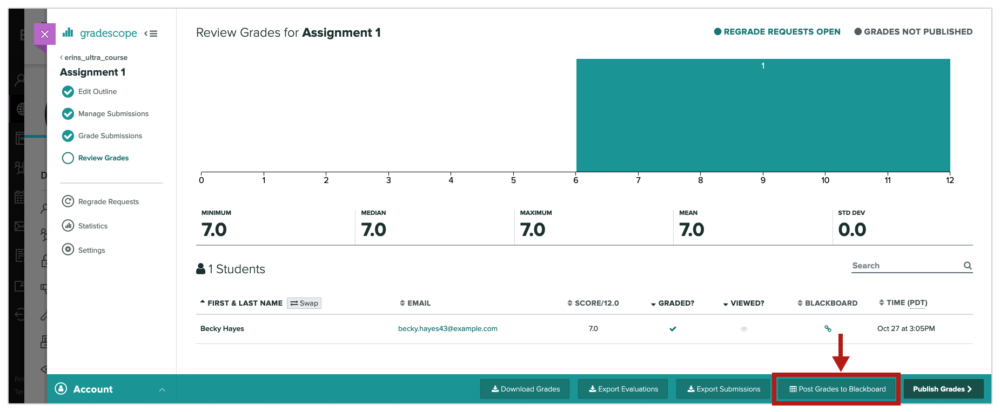 gradescope
erins_ultra_course
Assignment 1
Edit Outline
Manage Submissions
Grade Submissions
Review Grades
Regrade Requests
Statistics
Settings
Account
Review Grades for Assignment 1
REGRADE REQUESTS OPEN
GRADES NOT PUBLISHED
1
0 1 2 3 4 5 6 7 8 9 10 11 12
MINIMUM MEDIAN MAXIMUM MEAN STD DEV
7.0 7.0 7.0 7.0 0.0
1 Students
Search
FIRST & LAST NAME Swap EMAIL SCORE/12.0 GRADED? VIEWED? BLACKBOARD TIME (PDT)
Becky Hayes becky.hayes43@example.com 7.0 Oct 27 at 3:05PM
Download Grades Export Evaluations Export Submissions Post Grades to Blackboard Publish Grades